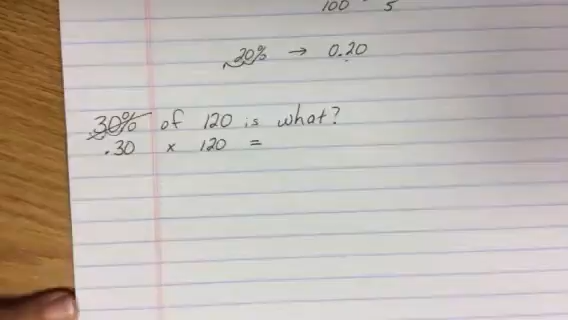 100 5
20% → 0.20
.30% of 120 is what?
.30 x 120 =